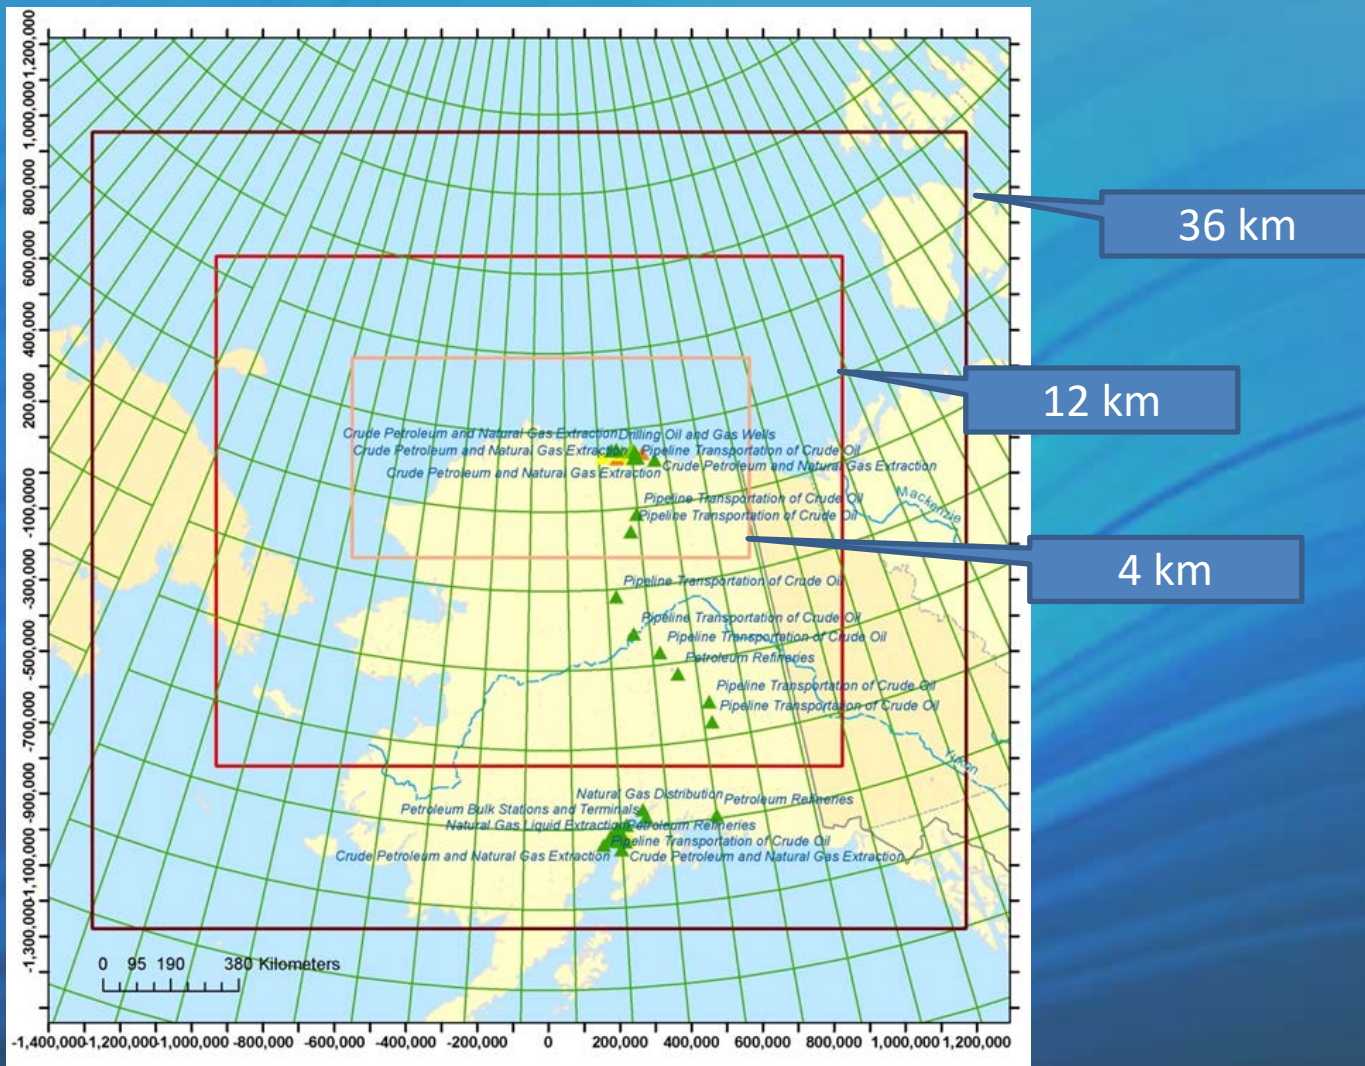 1,200,000
1,000,000
800,000
600,000
400,000
200,000
0
-100,000
-300,000
-500,000
-700,000
-900,000
-1,100,000
-1,300,000
36 km
12 km
4 km
Crude Petroleum and Natural Gas Extraction
Drilling Oil and Gas Wells
Crude Petroleum and Natural Gas Extraction
Pipeline Transportation of Crude Oil
Crude Petroleum and Natural Gas Extraction
Crude Petroleum and Natural Gas Extraction
Pipeline Transportation of Crude Oil
Mackenzie
Pipeline Transportation of Crude Oil
Pipeline Transportation of Crude Oil
Pipeline Transportation of Crude Oil
Pipeline Transportation of Crude Oil
Petroleum Refineries
Pipeline Transportation of Crude Oil
Pipeline Transportation of Crude Oil
Yukon
Natural Gas Distribution
Petroleum Refineries
Petroleum Bulk Stations and Terminals
Natural Gas Liquid Extraction
Petroleum Refineries
Pipeline Transportation of Crude Oil
Crude Petroleum and Natural Gas Extraction
Crude Petroleum and Natural Gas Extraction
0 95 190 380 Kilometers
-1,400,000 -1,200,000 -1,000,000 -800,000 -600,000 -400,000 -200,000 0 200,000 400,000 600,000 800,000 1,000,000 1,200,000